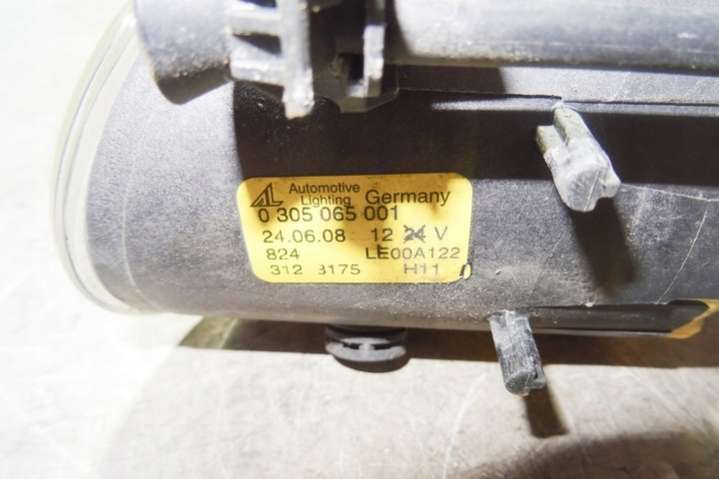 AL Automotive Lighting Germany
0 305 065 001
24.06.08 12 24 V
824 LE00A122
312 3175 H11